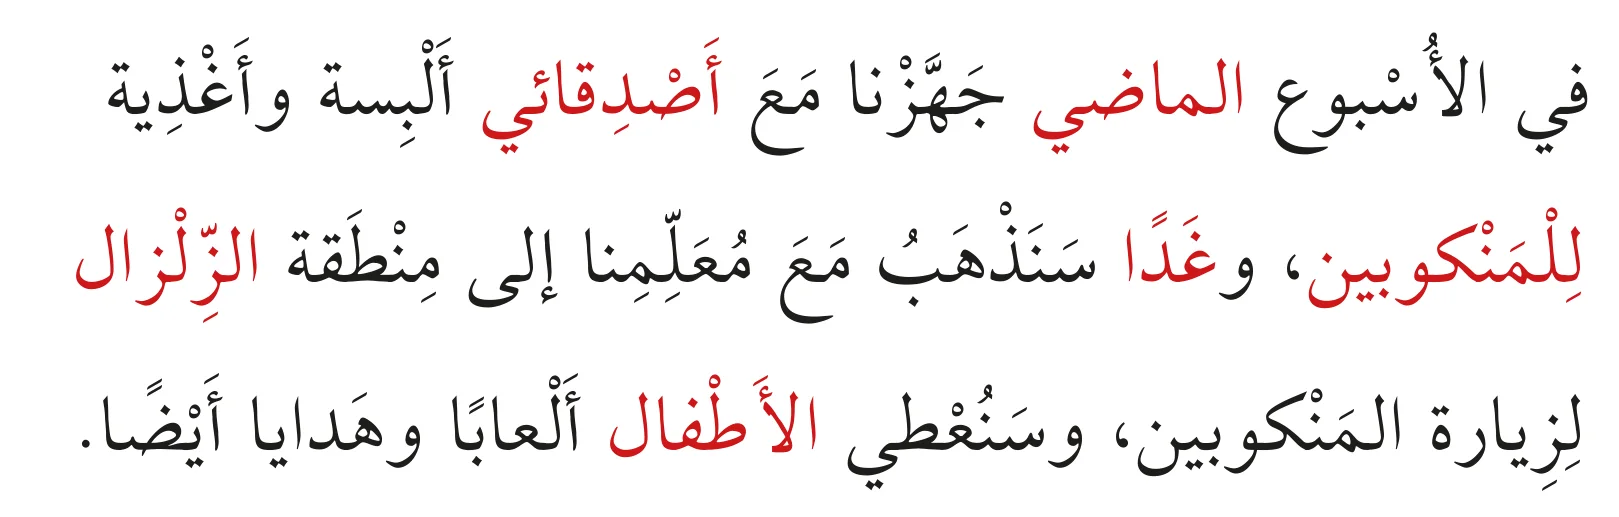 في الأُسْبوع الماضي جَهَّزْنا مَعَ أَصْدِقائي أَلْبِسة وأَغْذِية
لِلْمَنْكوبين، وغَدًا سَنَذْهَبُ مَعَ مُعَلِّمِنا إلى مِنْطَقة الزِّلْزال
لِزِيارة المَنْكوبين، وسَنُعْطي الأَطْفال أَلْعابًا وهَدايا أَيْضًا.